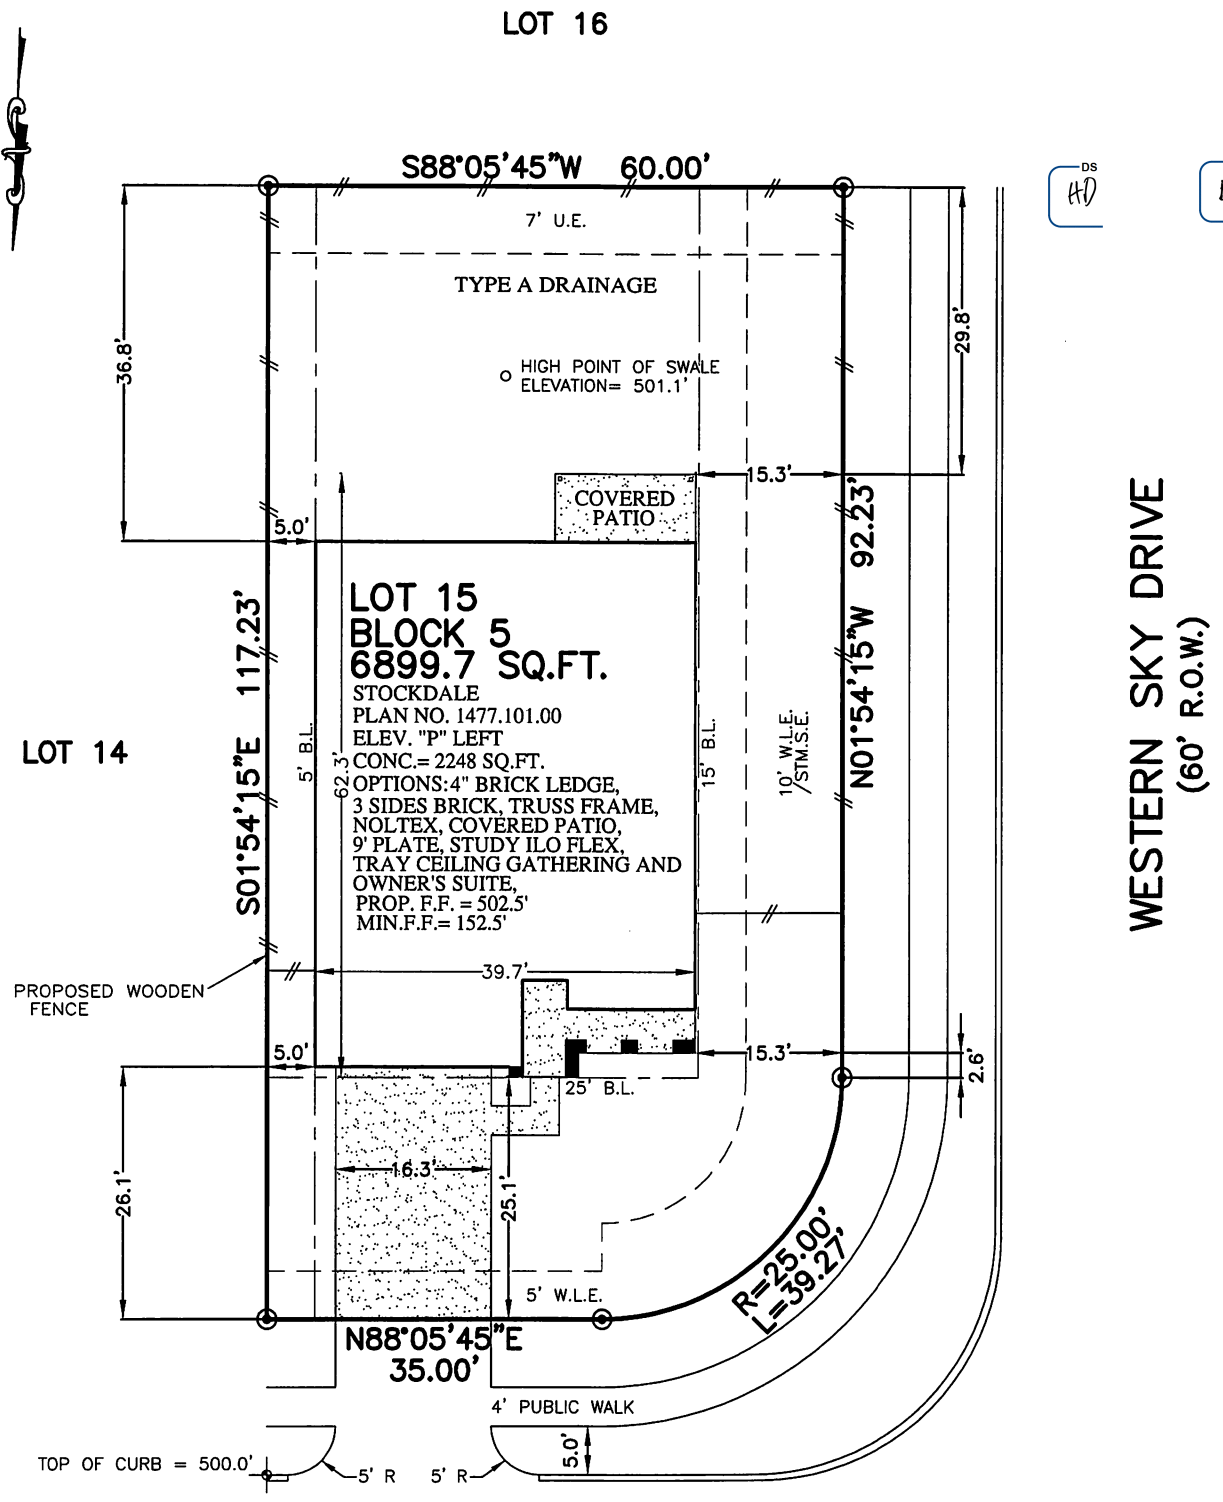 LOT 16
S88°05'45"W 60.00'
DS
HD
7' U.E.
TYPE A DRAINAGE
HIGH POINT OF SWALE
ELEVATION= 501.1'
36.8'
29.8'
15.3'
COVERED
PATIO
5.0'
N01°54'15"W 92.23'
S01°54'15"E 117.23'
LOT 15
BLOCK 5
6899.7 SQ.FT.
STOCKDALE
PLAN NO. 1477.101.00
ELEV. "P" LEFT
CONC.= 2248 SQ.FT.
OPTIONS:4" BRICK LEDGE,
3 SIDES BRICK, TRUSS FRAME,
NOLTEX, COVERED PATIO,
9' PLATE, STUDY ILO FLEX,
TRAY CEILING GATHERING AND
OWNER'S SUITE,
PROP. F.F. = 502.5'
MIN.F.F.= 152.5'
LOT 14
5' B.L.
62.3'
15' B.L.
10' W.L.E.
/STM.S.E.
WESTERN SKY DRIVE
(60' R.O.W.)
PROPOSED WOODEN
FENCE
39.7'
5.0'
15.3'
2.6'
25' B.L.
16.3'
26.1'
25.1'
R=25.00'
L=39.27'
5' W.L.E.
N88°05'45"E
35.00'
4' PUBLIC WALK
5.0'
TOP OF CURB = 500.0'
5' R
5' R